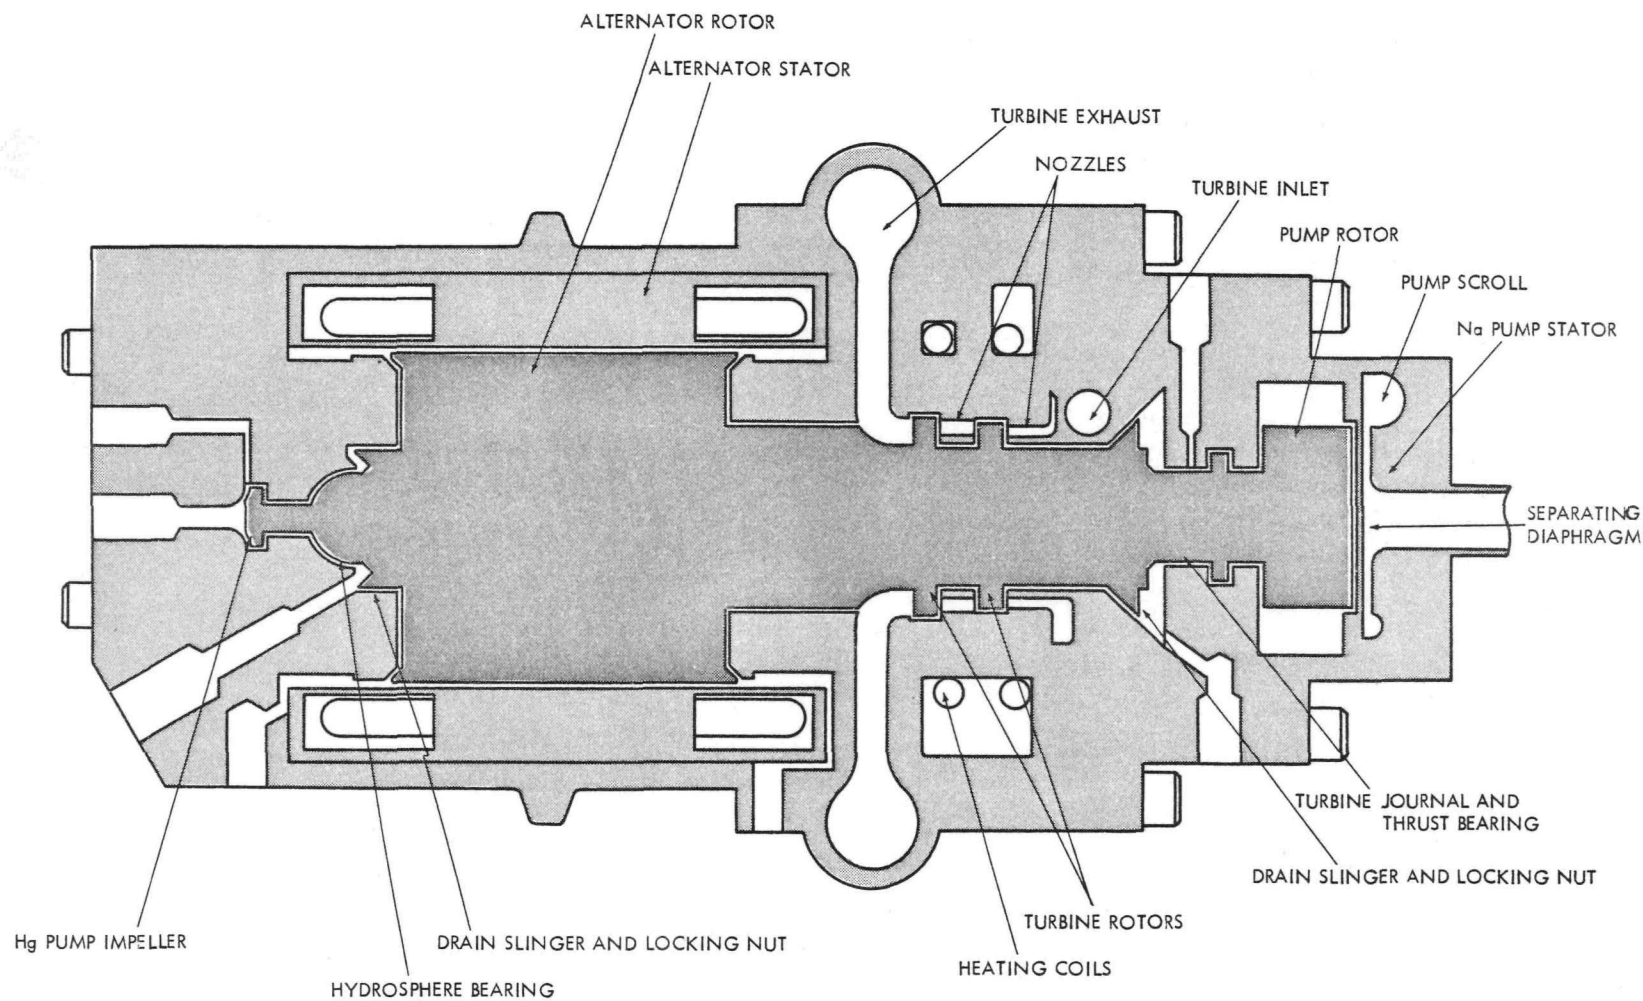 ALTERNATOR ROTOR
ALTERNATOR STATOR
TURBINE EXHAUST
NOZZLES
TURBINE INLET
PUMP ROTOR
PUMP SCROLL
Na PUMP STATOR
SEPARATING
DIAPHRAGM
TURBINE JOURNAL AND
THRUST BEARING
DRAIN SLINGER AND LOCKING NUT
TURBINE ROTORS
HEATING COILS
DRAIN SLINGER AND LOCKING NUT
HYDROSPHERE BEARING
Hg PUMP IMPELLER